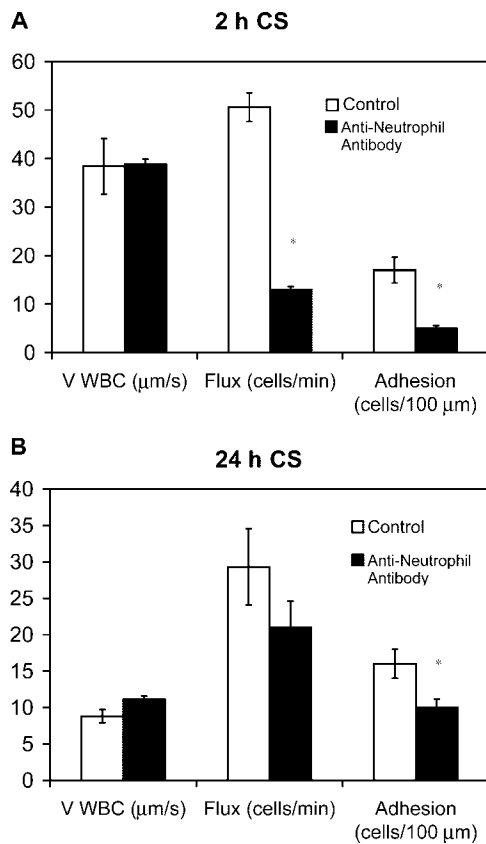 A
2 h CS
60
50
40
30
20
10
0
Control
Anti-Neutrophil
Antibody
*
*
V WBC (μm/s)
Flux (cells/min)
Adhesion
(cells/100 μm)
B
24 h CS
40
35
30
25
20
15
10
5
0
Control
Anti-Neutrophil
Antibody
*
V WBC (μm/s)
Flux (cells/min)
Adhesion
(cells/100 μm)